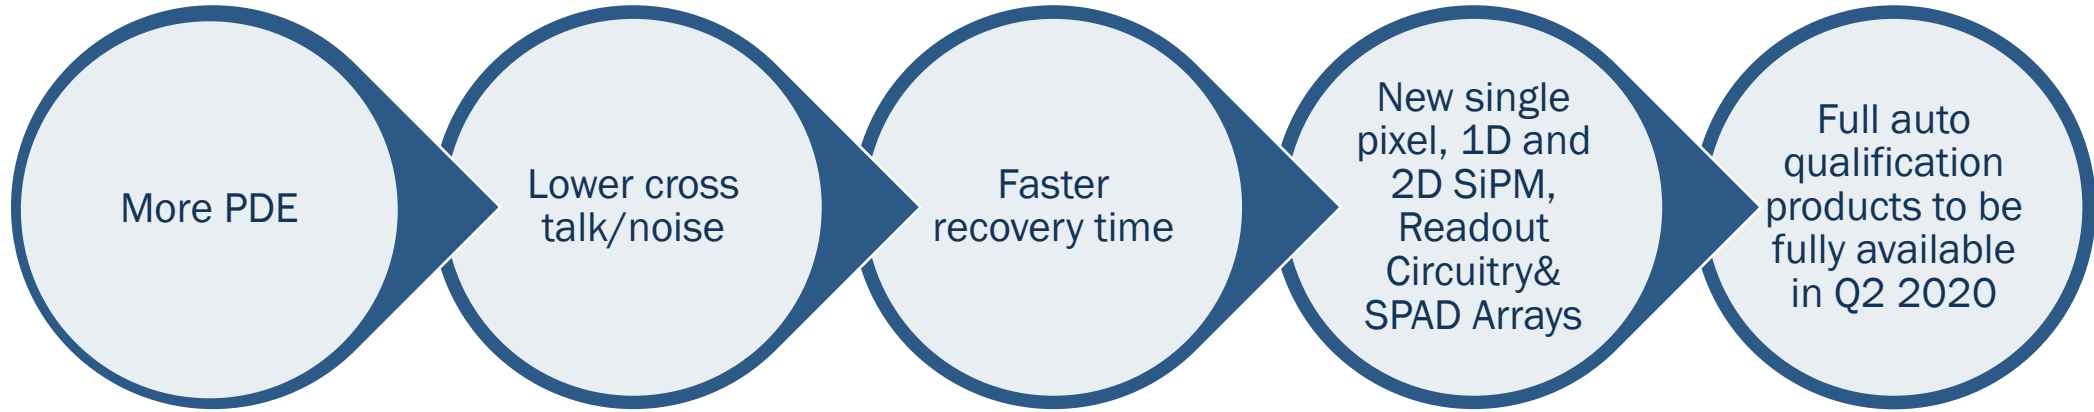 More PDE
Lower cross
talk/noise
Faster
recovery time
New single
pixel, 1D and
2D SiPM,
Readout
Circuitry&
SPAD Arrays
Full auto
qualification
products to be
fully available
in Q2 2020